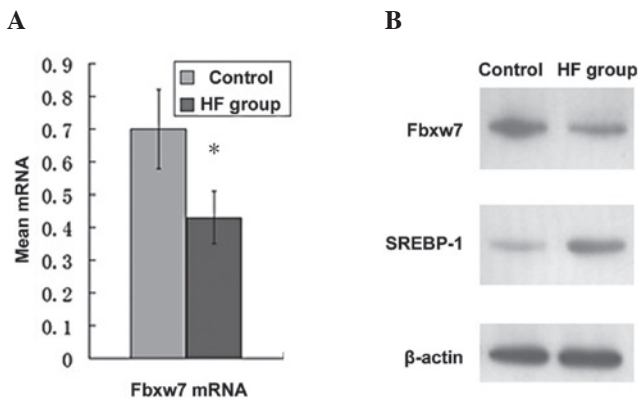 A
0.9
0.8
0.7
0.6
0.5
0.4
0.3
0.2
0.1
0
Mean mRNA
Control
HF group
*
Fbxw7 mRNA
B
Control HF group
Fbxw7
SREBP-1
β-actin